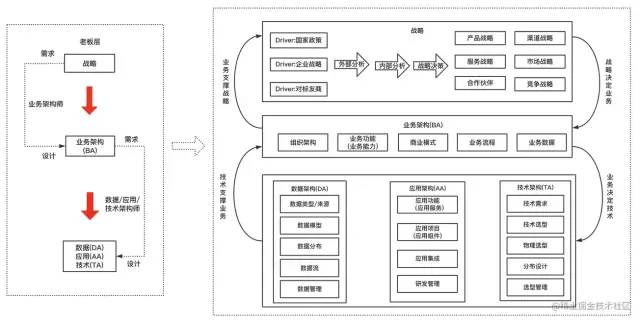 老板层
需求
战略
业务架构师
业务架构
(BA)
需求
设计
数据/应用/
技术架构师
数据(DA)
应用(AA)
技术(TA)
设计
战略
业务支撑战略
战略决定业务
Driver:国家政策
Driver:企业战略
Driver:对标友商
外部分析
内部分析
战略决策
产品战略
渠道战略
服务战略
市场战略
合作伙伴
竞争战略
业务架构(BA)
组织架构
业务功能
(业务能力)
商业模式
业务流程
业务数据
技术支撑业务
业务决定技术
数据架构(DA)
数据类型/来源
数据模型
数据分布
数据流
数据管理
应用架构(AA)
应用功能
(应用服务)
应用项目
(应用组件)
应用集成
研发管理
技术架构(TA)
技术需求
技术选型
物理选型
分布设计
选型管理
@稀土掘金技术社区